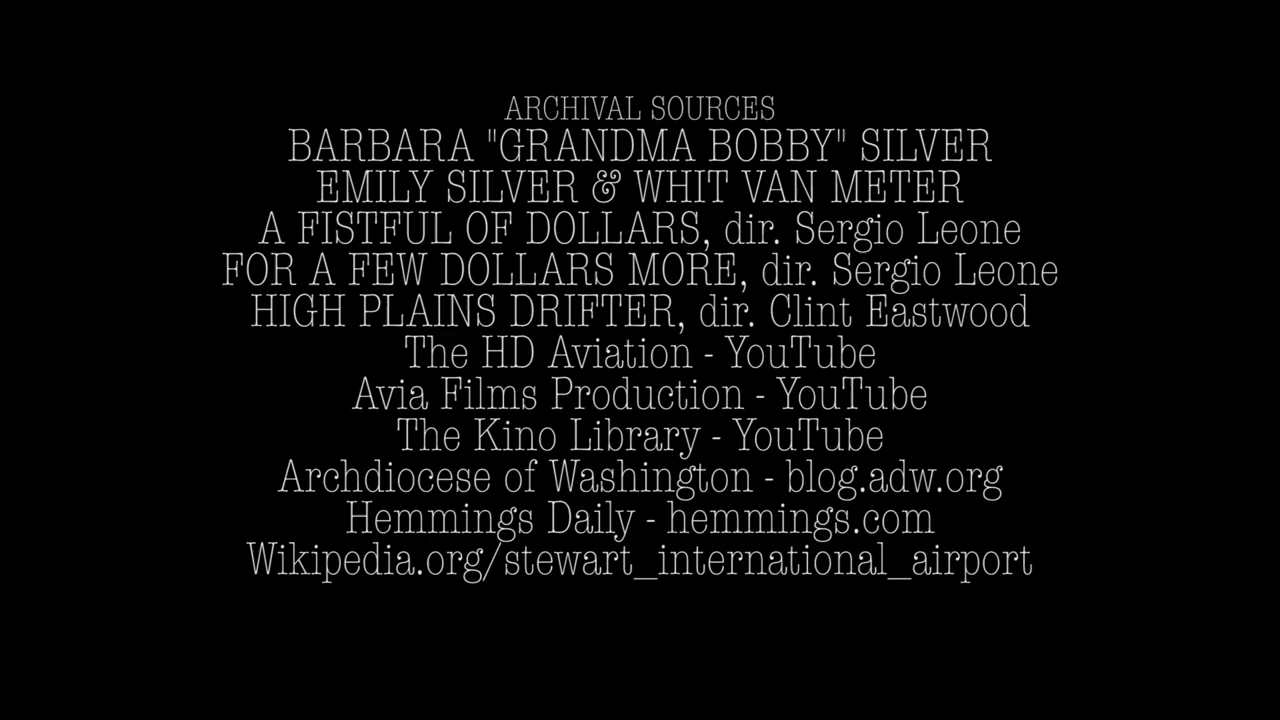 ARCHIVAL SOURCES
BARBARA "GRANDMA BOBBY" SILVER
EMILY SILVER & WHIT VAN METER
A FISTFUL OF DOLLARS, dir. Sergio Leone
FOR A FEW DOLLARS MORE, dir. Sergio Leone
HIGH PLAINS DRIFTER, dir. Clint Eastwood
The HD Aviation - YouTube
Avia Films Production - YouTube
The Kino Library - YouTube
Archdiocese of Washington - blog.adw.org
Hemmings Daily - hemmings.com
Wikipedia.org/stewart_international_airport